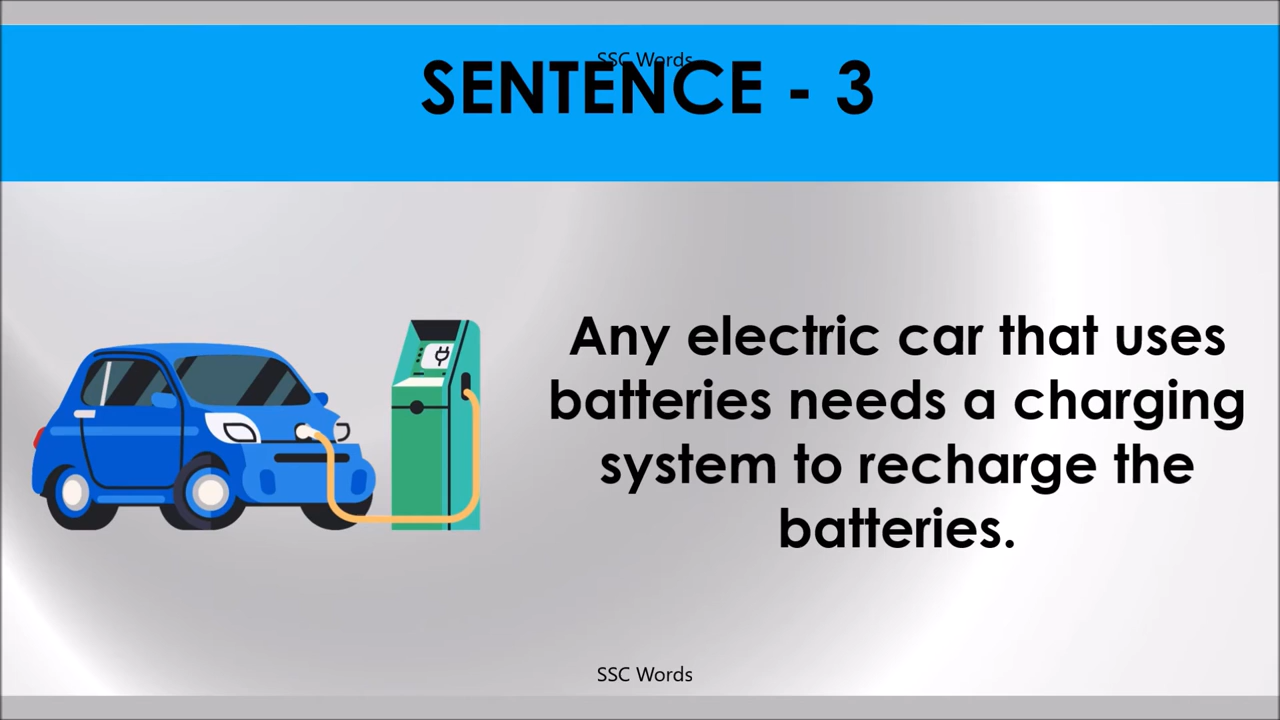 SSC Words
SENTENCE - 3
Any electric car that uses
batteries needs a charging
system to recharge the
batteries.
SSC Words